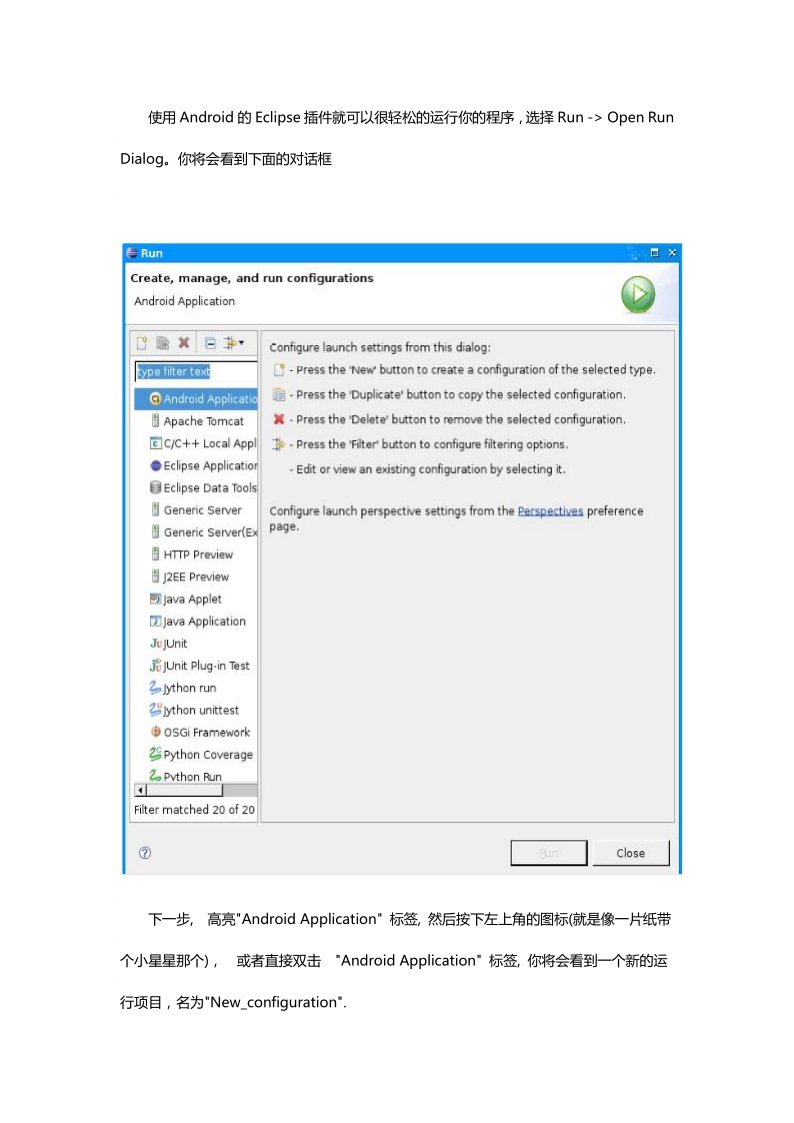 使用 Android 的 Eclipse 插件就可以很轻松的运行你的程序，选择 Run -> Open Run
Dialog。你将会看到下面的对话框
Run
Create, manage, and run configurations
Android Application
type filter text
Android Applicatio
Apache Tomcat
C/C++ Local Appl
Eclipse Application
Eclipse Data Tools
Generic Server
Generic Server(Ex
HTTP Preview
J2EE Preview
Java Applet
Java Application
JUnit
JUnit Plug-in Test
Jython run
Jython unittest
OSGi Framework
Python Coverage
Python Run
Filter matched 20 of 20
Configure launch settings from this dialog:
- Press the 'New' button to create a configuration of the selected type.
- Press the 'Duplicate' button to copy the selected configuration.
- Press the 'Delete' button to remove the selected configuration.
- Press the 'Filter' button to configure filtering options.
- Edit or view an existing configuration by selecting it.
Configure launch perspective settings from the Perspectives preference
page.
Run
Close
下一步, 高亮"Android Application" 标签, 然后按下左上角的图标(就是像一片纸带
个小星星那个)， 或者直接双击 "Android Application" 标签, 你将会看到一个新的运
行项目，名为"New_configuration".